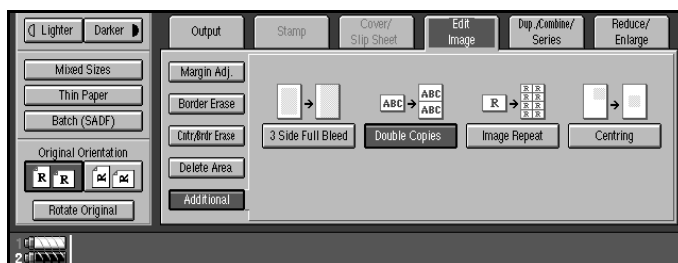 Lighter Darker
Output
Stamp
Cover/
Slip Sheet
Edit
Image
Dup./Combine/
Series
Reduce/
Enlarge
Mixed Sizes
Thin Paper
Batch (SADF)
Original Orientation
R R R R
Rotate Original
Margin Adj.
Border Erase
Cntr/Brdr Erase
Delete Area
Additional
3 Side Full Bleed
ABC ABC
ABC
Double Copies
R R R
R R
R R
R R
Image Repeat
Centring
1
2